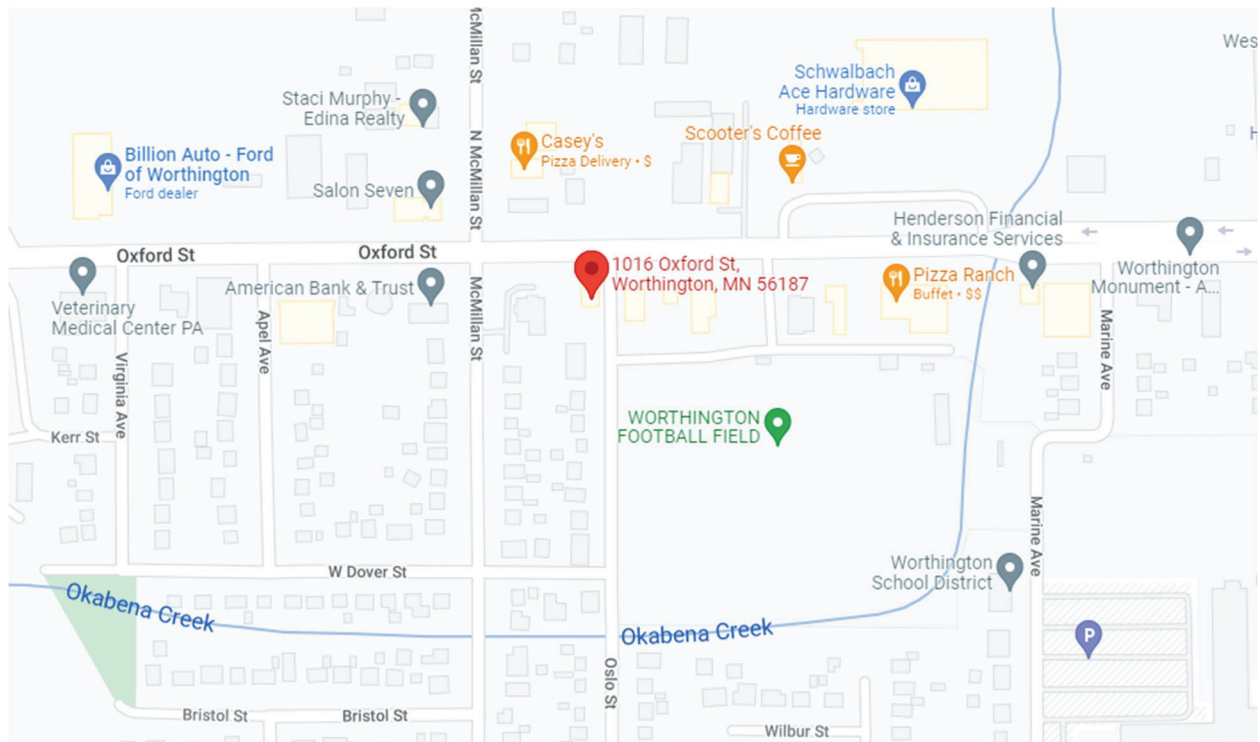 McMillan St
Wes
Schwalbach
Ace Hardware
Hardware store
Staci Murphy -
Edina Realty
N McMillan St
Casey's
Pizza Delivery • $
Scooter's Coffee
Billion Auto - Ford
of Worthington
Ford dealer
Salon Seven
H
Henderson Financial
& Insurance Services
Oxford St
Oxford St
1016 Oxford St,
Worthington, MN 56187
Pizza Ranch
Buffet • $$
Worthington
Monument - A...
American Bank & Trust
Veterinary
Medical Center PA
McMillan St
Apel Ave
Marine Ave
Virginia Ave
WORTHINGTON
FOOTBALL FIELD
Kerr St
Marine Ave
W Dover St
Worthington
School District
Okabena Creek
Okabena Creek
P
Oslo St
Bristol St
Bristol St
Wilbur St